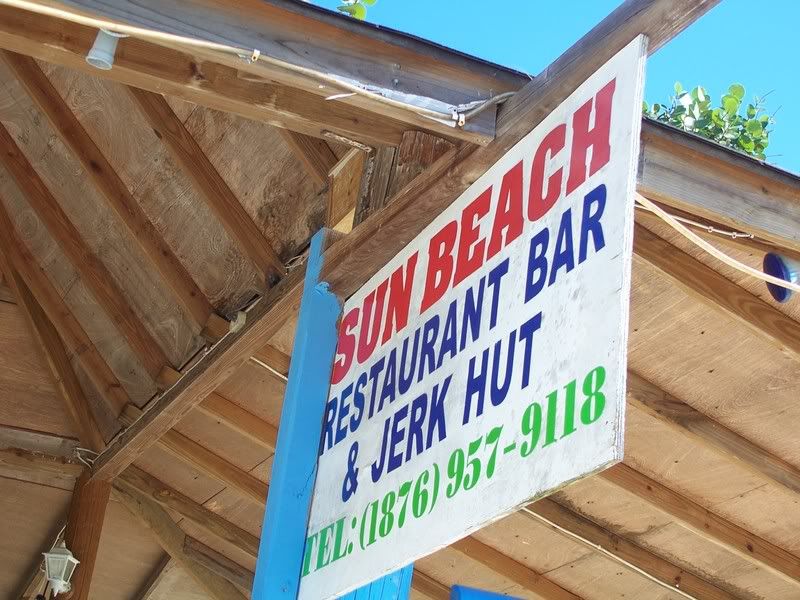 SUN BEACH
RESTAURANT BAR
& JERK HUT
TEL: (1876) 957-9118